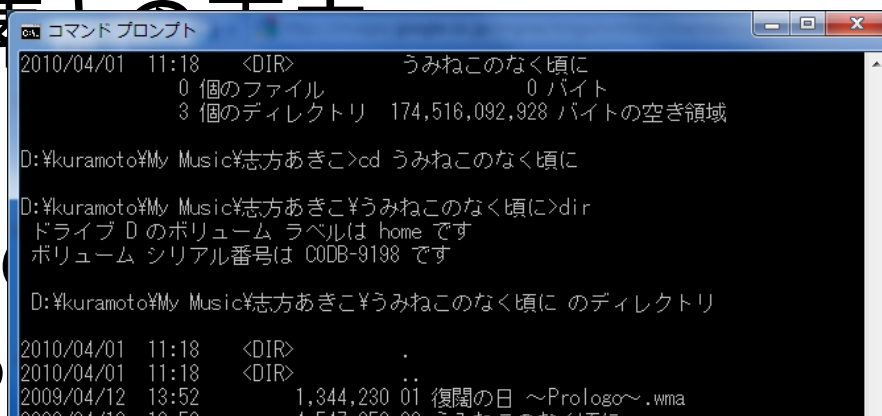 コマンド プロンプト
2010/04/01  11:18    <DIR>          うみねこのなく頃に
               0 個のファイル                   0 バイト
               3 個のディレクトリ  174,516,092,928 バイトの空き領域
D:¥kuramoto¥My Music¥志方あきこ>cd うみねこのなく頃に
D:¥kuramoto¥My Music¥志方あきこ¥うみねこのなく頃に>dir
 ドライブ D のボリューム ラベルは home です
 ボリューム シリアル番号は C0DB-9198 です
 D:¥kuramoto¥My Music¥志方あきこ¥うみねこのなく頃に のディレクトリ
2010/04/01  11:18    <DIR>          .
2010/04/01  11:18    <DIR>          ..
2009/04/12  13:52         1,344,230 01 復闊の日 ～Prologo～.wma